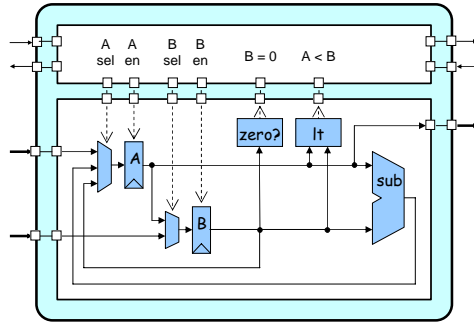 A sel
A en
B sel
B en
B = 0
A < B
zero?
lt
A
sub
B